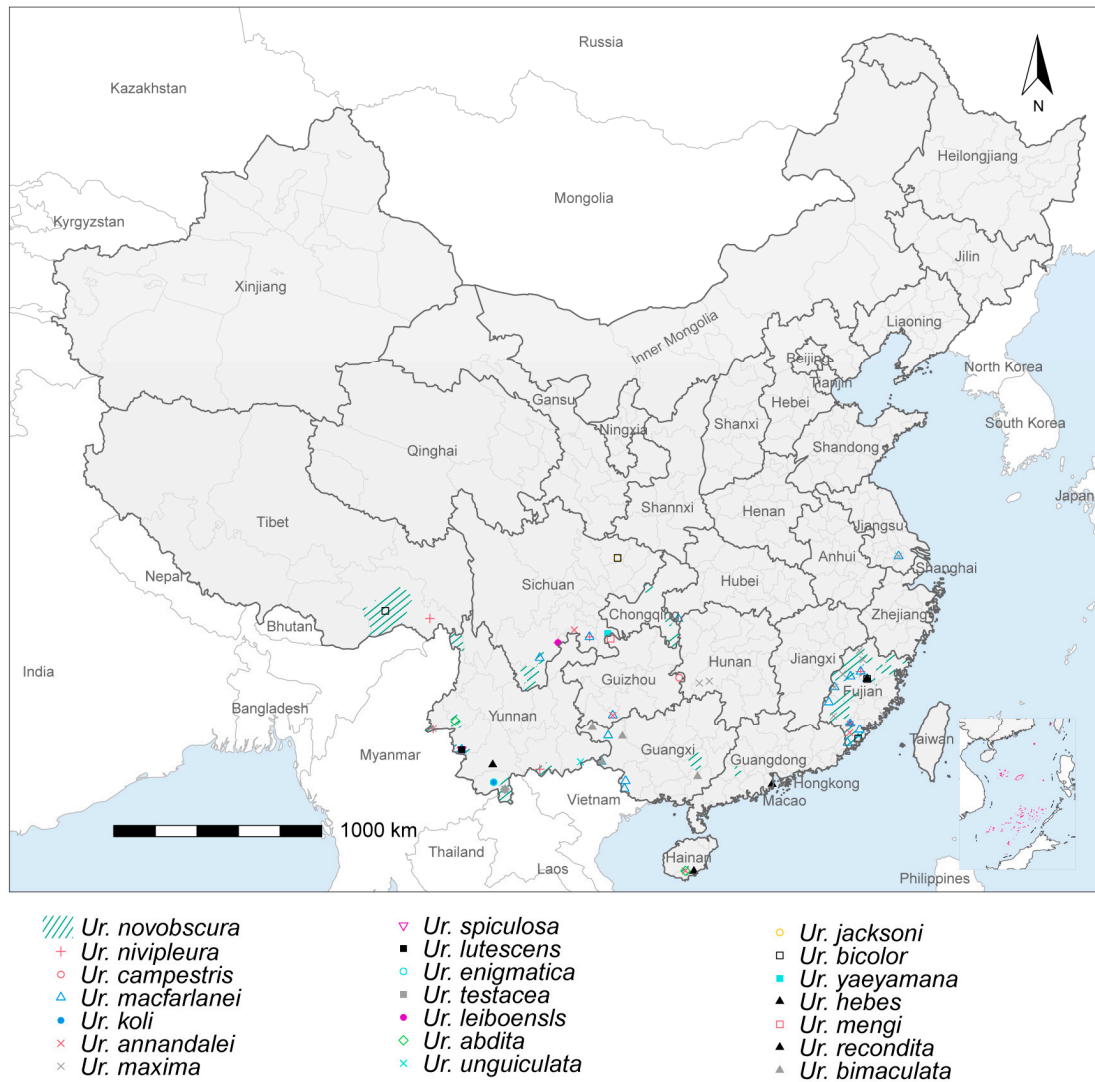 Russia
Kazakhstan
N
Heilongjiang
Mongolia
Kyrgyzstan
Jilin
Xinjiang
Liaoning
Inner Mongolia
Beijing
North Korea
Tianjin
Gansu
Hebei
Ningxia
Shanxi
South Korea
Qinghai
Shandong
Japan
Shannxi
Henan
Tibet
Jiangsu
Anhui
Nepal
Shanghai
Sichuan
Hubei
Chongqing
Zhejiang
Bhutan
India
Hunan
Jiangxi
Guizhou
Fujian
Bangladesh
Yunnan
Taiwan
Myanmar
Guangxi
Guangdong
Hongkong
Vietnam
Macao
1000 km
Thailand
Laos
Hainan
Philippines
Ur. novobscura
Ur. nivipleura
Ur. campestris
Ur. macfarlanei
Ur. koli
Ur. annandalei
Ur. maxima
Ur. spiculosa
Ur. lutescens
Ur. enigmatica
Ur. testacea
Ur. leiboensls
Ur. abdita
Ur. unguiculata
Ur. jacksoni
Ur. bicolor
Ur. yaeyamana
Ur. hebes
Ur. mengi
Ur. recondita
Ur. bimaculata